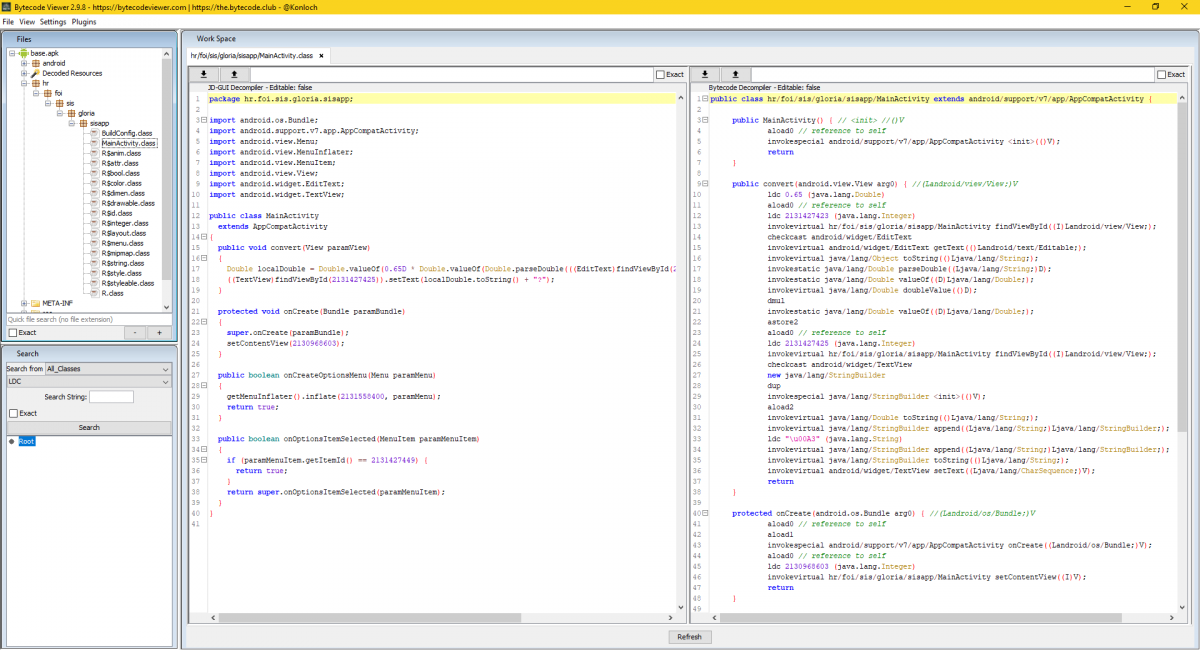 Bytecode Viewer 2.9.8 - https://bytecodeviewer.com | https://the.bytecode.club - @Konloch
File View Settings Plugins
Files
base.apk
android
Decoded Resources
hr
foi
sis
gloria
sisapp
BuildConfig.class
MainActivity.class
R$anim.class
R$attr.class
R$bool.class
R$color.class
R$dimen.class
R$drawable.class
R$id.class
R$integer.class
R$layout.class
R$menu.class
R$mipmap.class
R$string.class
R$style.class
R$styleable.class
R.class
META-INF
Quick file search (no file extension)
Exact
- +
Search
Search from All_Classes
LDC
Search String:
Exact
Search
Root
Work Space
hr/foi/sis/gloria/sisapp/MainActivity.class ×
Exact
JD-GUI Decompiler - Editable: false
1 package hr.foi.sis.gloria.sisapp;
2
3 import android.os.Bundle;
4 import android.support.v7.app.AppCompatActivity;
5 import android.view.Menu;
6 import android.view.MenuInflater;
7 import android.view.MenuItem;
8 import android.view.View;
9 import android.widget.EditText;
10 import android.widget.TextView;
11
12 public class MainActivity
13 extends AppCompatActivity
14 {
15 public void convert(View paramView)
16 {
17 Double localDouble = Double.valueOf(0.65D * Double.valueOf(Double.parseDouble(((EditText)findViewById(2
18 ((TextView)findViewById(2131427425)).setText(localDouble.toString() + "?");
19 }
20
21 protected void onCreate(Bundle paramBundle)
22 {
23 super.onCreate(paramBundle);
24 setContentView(2130968603);
25 }
26
27 public boolean onCreateOptionsMenu(Menu paramMenu)
28 {
29 getMenuInflater().inflate(2131558400, paramMenu);
30 return true;
31 }
32
33 public boolean onOptionsItemSelected(MenuItem paramMenuItem)
34 {
35 if (paramMenuItem.getItemId() == 2131427449) {
36 return true;
37 }
38 return super.onOptionsItemSelected(paramMenuItem);
39 }
40 }
41
Exact
Bytecode Decompiler - Editable: false
1 public class hr/foi/sis/gloria/sisapp/MainActivity extends android/support/v7/app/AppCompatActivity {
2
3 public MainActivity() { // <init> //()V
4 aload0 // reference to self
5 invokespecial android/support/v7/app/AppCompatActivity <init>(()V);
6 return
7 }
8
9 public convert(android.view.View arg0) { //(Landroid/view/View;)V
10 ldc 0.65 (java.lang.Double)
11 aload0 // reference to self
12 ldc 2131427423 (java.lang.Integer)
13 invokevirtual hr/foi/sis/gloria/sisapp/MainActivity findViewById((I)Landroid/view/View;);
14 checkcast android/widget/EditText
15 invokevirtual android/widget/EditText getText(()Landroid/text/Editable;);
16 invokevirtual java/lang/Object toString(()Ljava/lang/String;);
17 invokestatic java/lang/Double parseDouble((Ljava/lang/String;)D);
18 invokestatic java/lang/Double valueOf((D)Ljava/lang/Double;);
19 invokevirtual java/lang/Double doubleValue(()D);
20 dmul
21 invokestatic java/lang/Double valueOf((D)Ljava/lang/Double;);
22 astore2
23 aload0 // reference to self
24 ldc 2131427425 (java.lang.Integer)
25 invokevirtual hr/foi/sis/gloria/sisapp/MainActivity findViewById((I)Landroid/view/View;);
26 checkcast android/widget/TextView
27 new java/lang/StringBuilder
28 dup
29 invokespecial java/lang/StringBuilder <init>(()V);
30 aload2
31 invokevirtual java/lang/Double toString(()Ljava/lang/String;);
32 invokevirtual java/lang/StringBuilder append((Ljava/lang/String;)Ljava/lang/StringBuilder;);
33 ldc "\u00A3" (java.lang.String)
34 invokevirtual java/lang/StringBuilder append((Ljava/lang/String;)Ljava/lang/StringBuilder;);
35 invokevirtual java/lang/StringBuilder toString(()Ljava/lang/String;);
36 invokevirtual android/widget/TextView setText((Ljava/lang/CharSequence;)V);
37 return
38 }
39
40 protected onCreate(android.os.Bundle arg0) { //(Landroid/os/Bundle;)V
41 aload0 // reference to self
42 aload1
43 invokespecial android/support/v7/app/AppCompatActivity onCreate((Landroid/os/Bundle;)V);
44 aload0 // reference to self
45 ldc 2130968603 (java.lang.Integer)
46 invokevirtual hr/foi/sis/gloria/sisapp/MainActivity setContentView((I)V);
47 return
48 }
49
Refresh